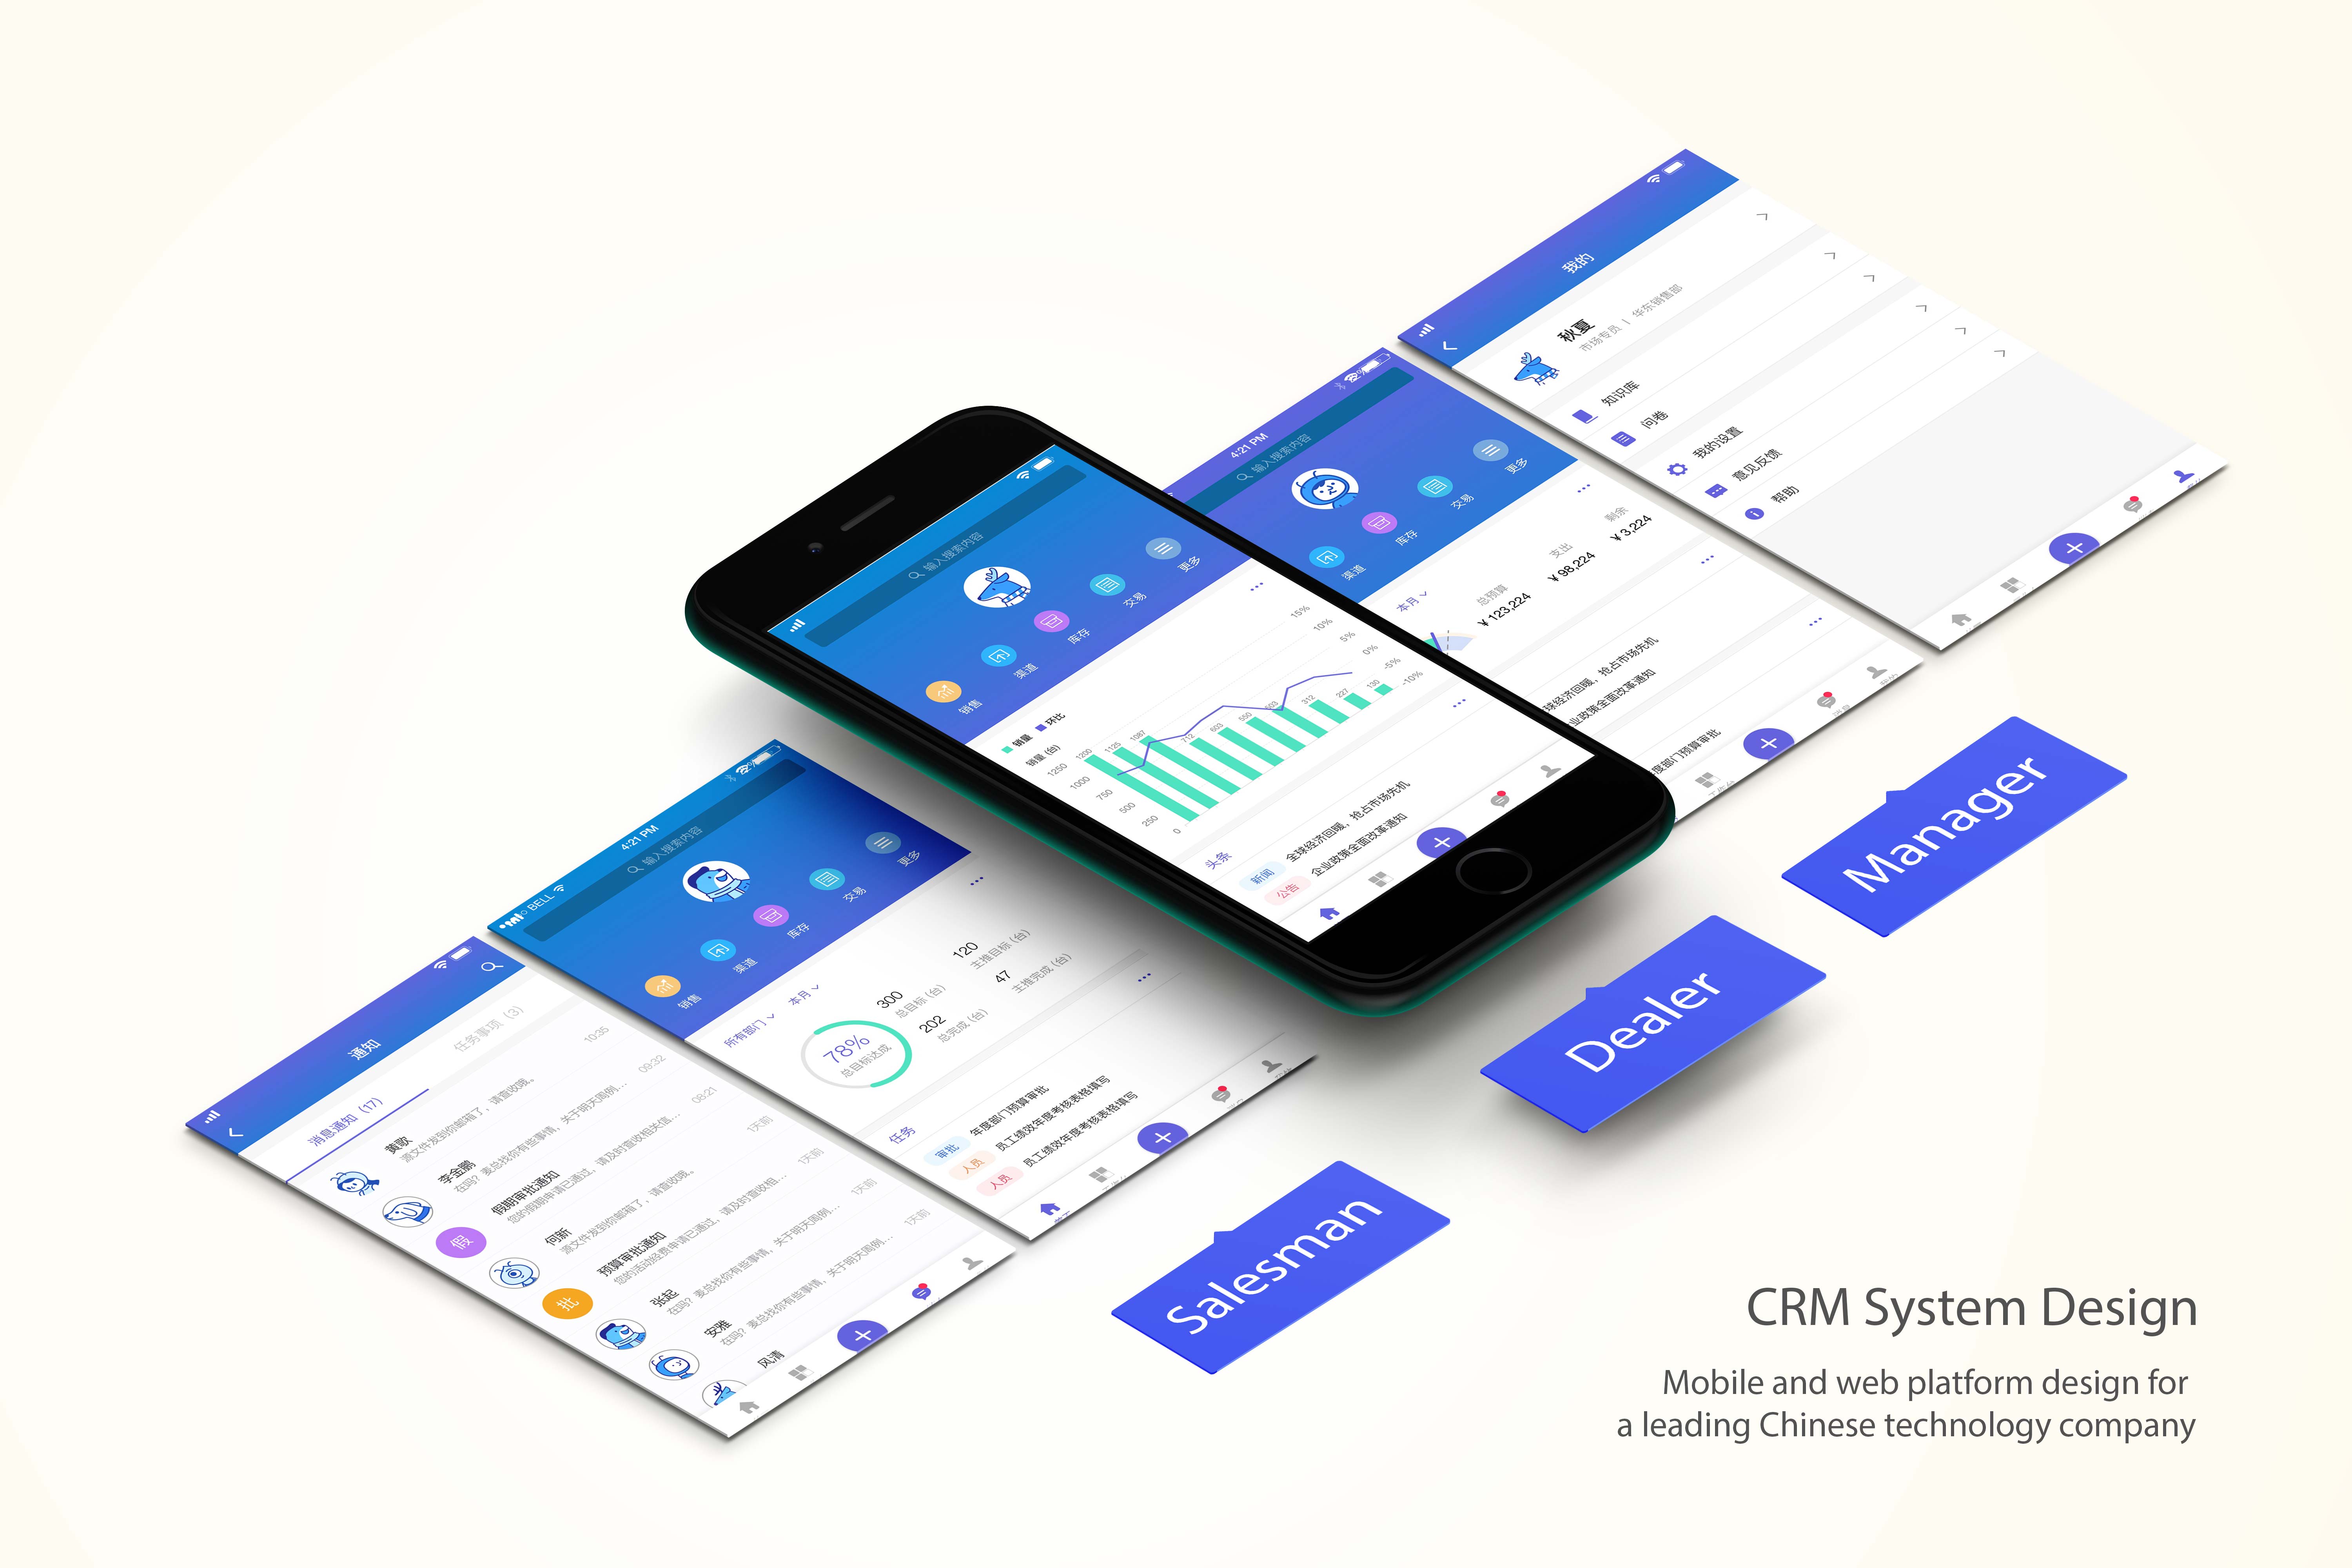 通知
消息通知 (17)
任务事项 (3)
黄歌
源文件发到你邮箱了，请查收哦。
10:35
李金鹏
在吗？麦总找你有些事情，关于明天周例...
09:32
假
假期审批通知
您的假期申请已通过，请及时查收相关信...
08:21
何新
源文件发到你邮箱了，请查收哦。
1天前
批
预算审批通知
您的活动经费申请已通过，请及时查收相...
1天前
张起
在吗？麦总找你有些事情，关于明天周例...
1天前
安雅
在吗？麦总找你有些事情，关于明天周例...
1天前
风清
BELL
4:21 PM
输入搜索内容
销售
渠道
库存
交易
更多
所有部门
本月
78%
总目标达成
300
总目标 (台)
120
主推目标 (台)
202
总完成 (台)
47
主推完成 (台)
任务
审批
年度部门预算审批
人员
员工绩效年度考核表格填写
人员
员工绩效年度考核表格填写
输入搜索内容
销售
渠道
库存
交易
更多
销量
环比
销量 (台)
1250
1000
750
500
250
0
1200
1125
1087
712
603
550
503
312
227
130
15%
10%
5%
0%
-5%
-10%
头条
新闻
全球经济回暖，抢占市场先机
公告
企业政策全面改革通知
4:21 PM
输入搜索内容
渠道
库存
交易
更多
本月
总预算
¥ 123,224
支出
¥ 98,224
剩余
¥ 3,224
球经济回暖，抢占市场先机
业政策全面改革通知
度部门预算审批
我的
秋夏
市场专员 | 华东销售部
知识库
问卷
我的设置
意见反馈
帮助
Salesman
Dealer
Manager
CRM System Design
Mobile and web platform design for
a leading Chinese technology company